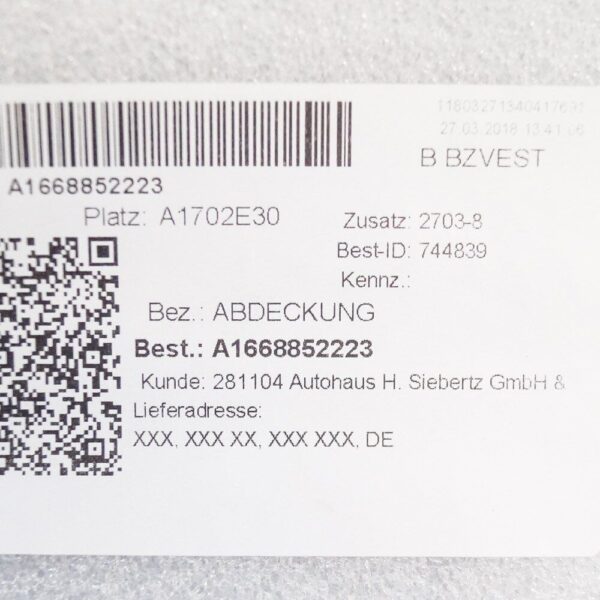 27.03.2018 13:41:06
B BZVEST
A1668852223
Platz: A1702E30
Zusatz: 2703-8
Best-ID: 744839
Kennz.:
Bez.: ABDECKUNG
Best.: A1668852223
Kunde: 281104 Autohaus H. Siebertz GmbH &
Lieferadresse:
XXX, XXX XX, XXX XXX, DE